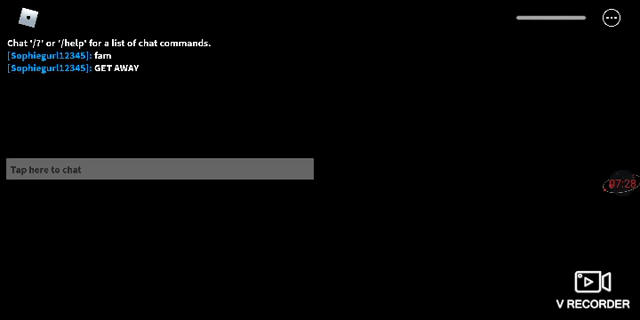 Chat '/?' or '/help' for a list of chat commands.
[Sophiegurl12345]: fam
[Sophiegurl12345]: GET AWAY
Tap here to chat
07:28
V RECORDER